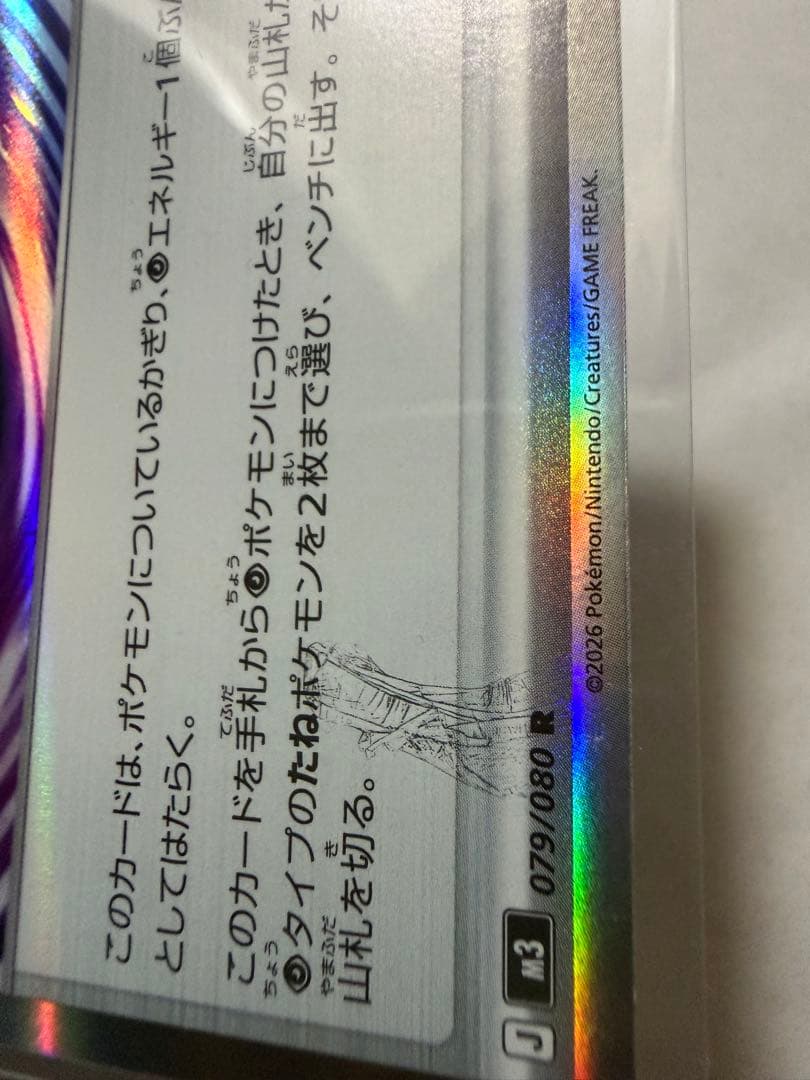 このカードは、ポケモンについているかぎり、エネルギー1個ぶん
としてはたらく。
このカードを手札からポケモンにつけたとき、自分の山札
タイプのたねポケモンを2枚まで選び、ベンチに出す。そ
山札を切る。
J M3 079/080 R
©2026 Pokémon/Nintendo/Creatures/GAME FREAK.